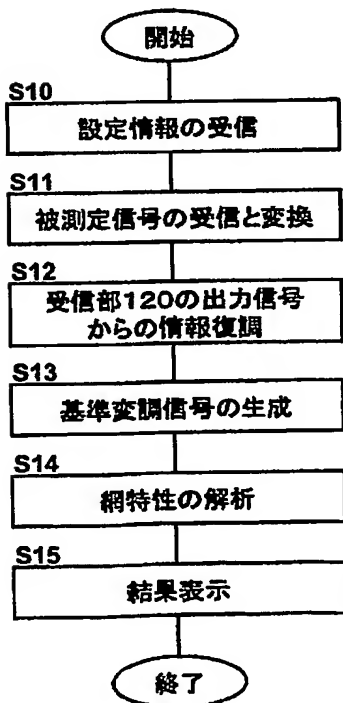 開始
S10
設定情報の受信
S11
被測定信号の受信と変換
S12
受信部120の出力信号
からの情報復調
S13
基準変調信号の生成
S14
網特性の解析
S15
結果表示
終了